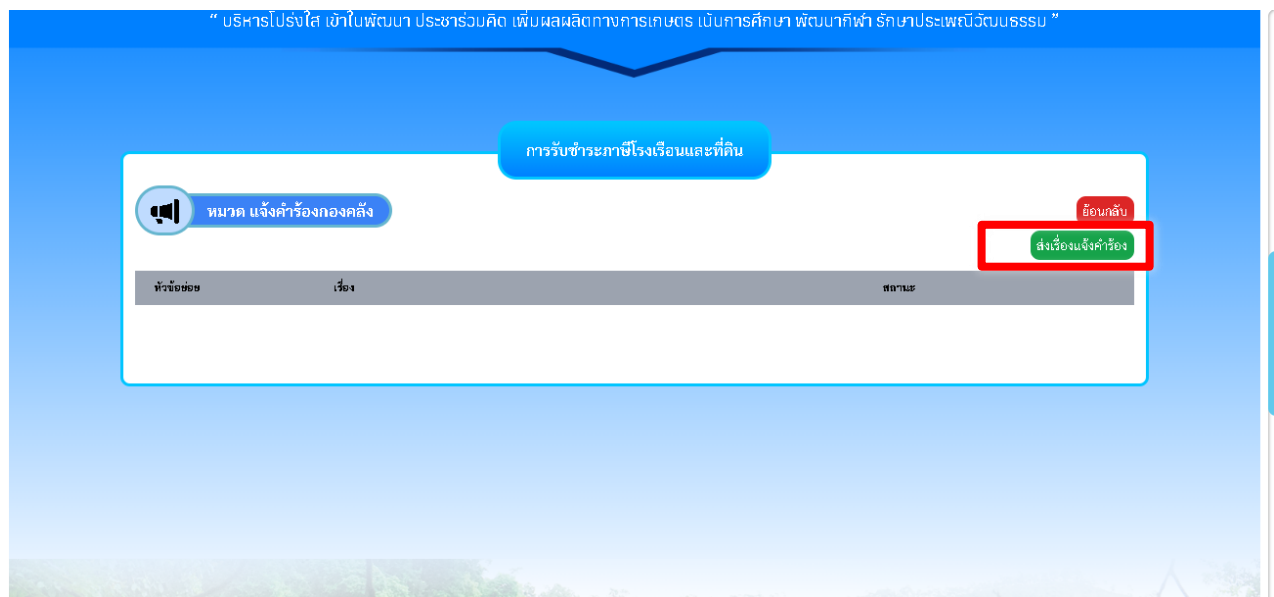 “ บริหารโปร่งใส เข้าใบพัฒนา ประชาร่วมคิด เพิ่มผลผลิตทางการเกษตร เน้นการศึกษา พัฒนากีฬา รักษาประเพณีวัฒนธรรม ”
การรับชำระภาษีโรงเรือนและที่ดิน
หมวด แจ้งคำร้องกองคลัง
ย้อนกลับ
ส่งเรื่องแจ้งคำร้อง
หัวข้อย่อย เรื่อง สถานะ